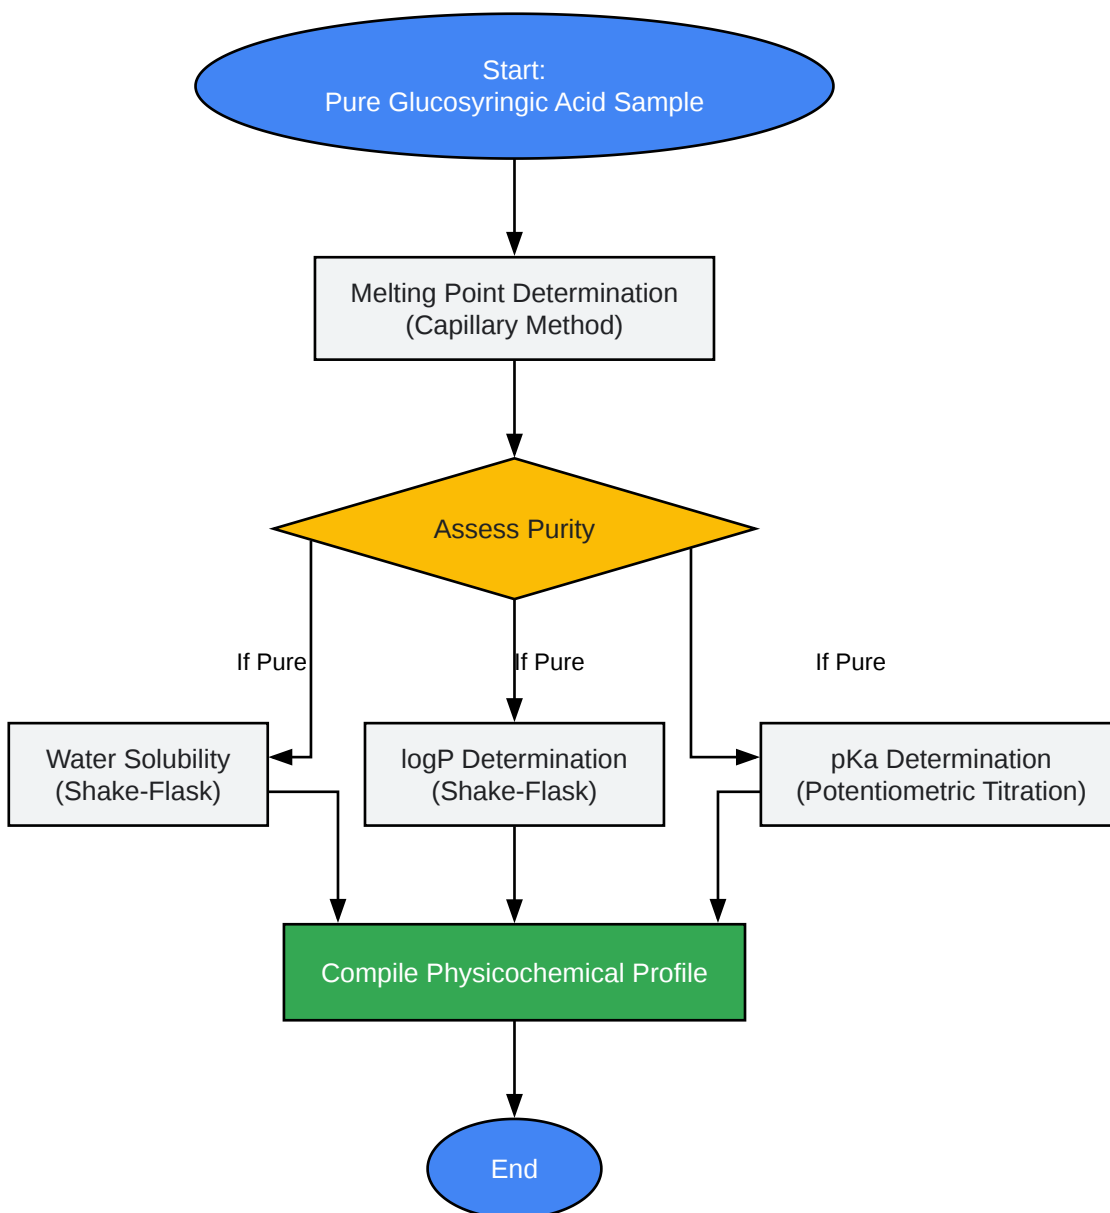 Start:
Pure Glucosyringic Acid Sample
Melting Point Determination
(Capillary Method)
Assess Purity
If Pure
If Pure
If Pure
Water Solubility
(Shake-Flask)
logP Determination
(Shake-Flask)
pKa Determination
(Potentiometric Titration)
Compile Physicochemical Profile
End